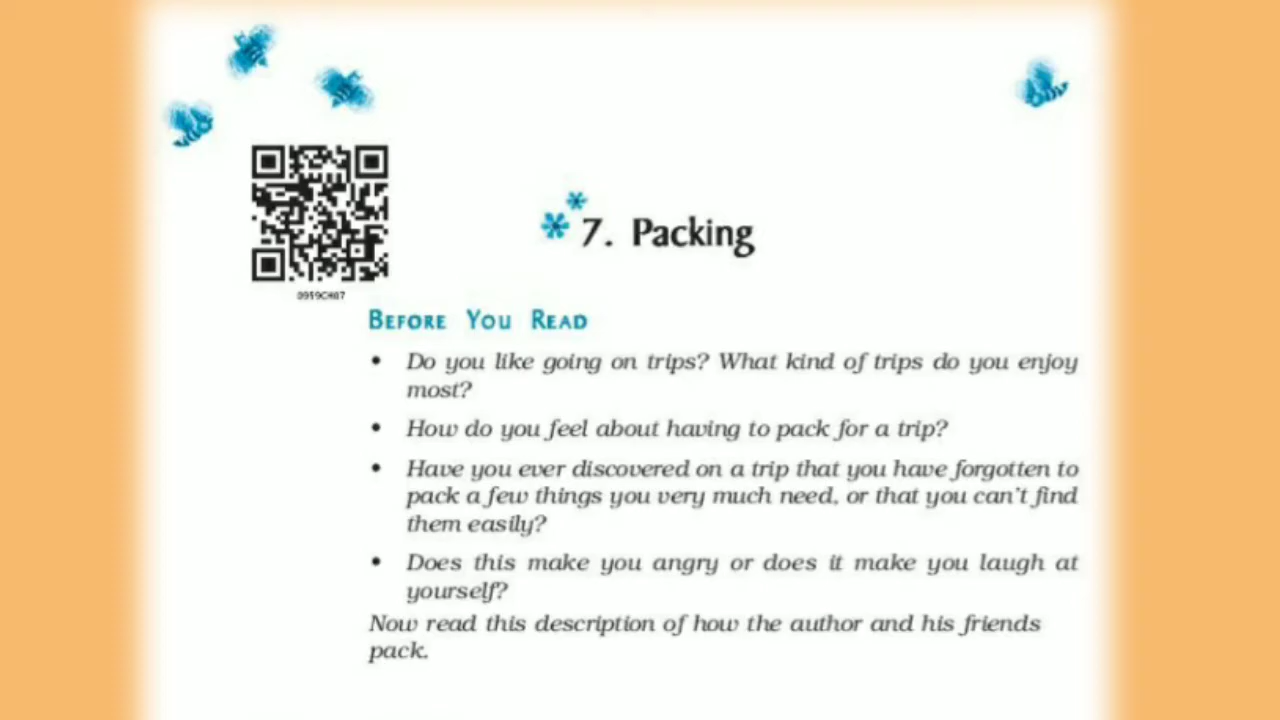 0959CH07
7. Packing
BEFORE YOU READ
• Do you like going on trips? What kind of trips do you enjoy
most?
• How do you feel about having to pack for a trip?
• Have you ever discovered on a trip that you have forgotten to
pack a few things you very much need, or that you can't find
them easily?
• Does this make you angry or does it make you laugh at
yourself?
Now read this description of how the author and his friends
pack.